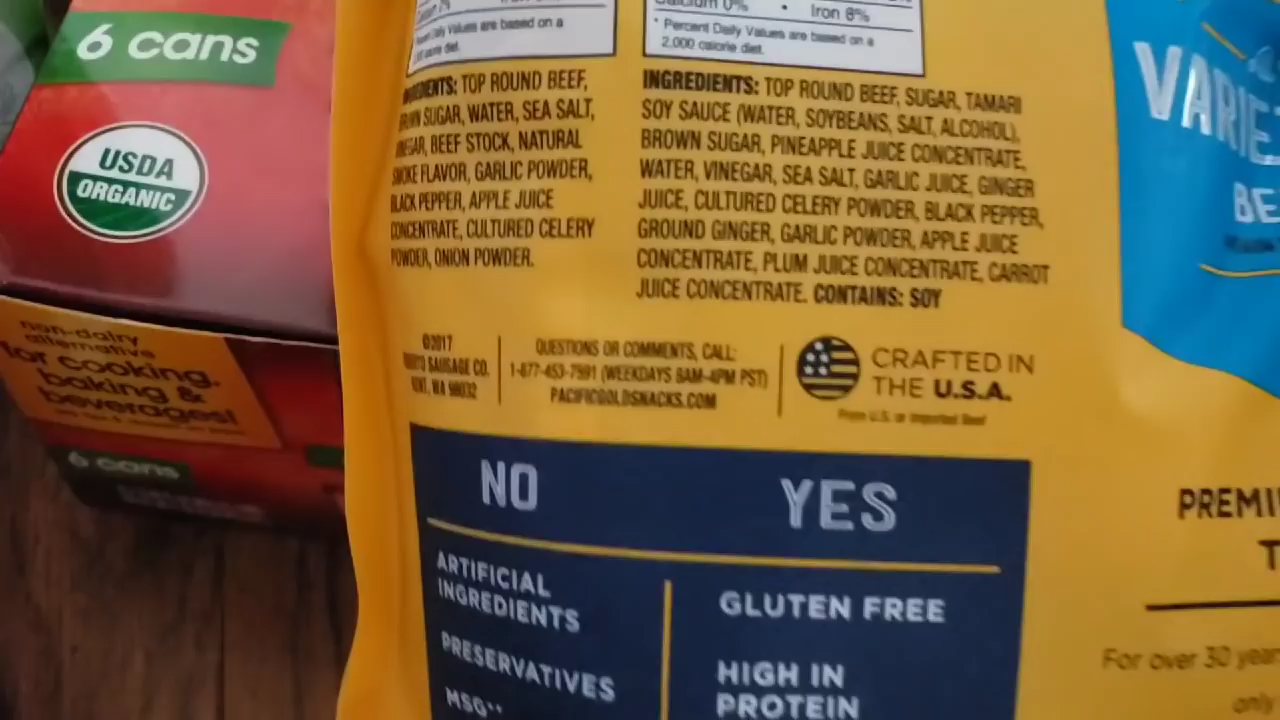 6 cans
USDA
ORGANIC
non-dairy
alternative
for cooking,
baking &
beverages!
6 cans
Daily Values are based on a
INGREDIENTS: TOP ROUND BEEF,
SUGAR, WATER, SEA SALT,
BEEF STOCK, NATURAL
SMOKE FLAVOR, GARLIC POWDER,
BLACK PEPPER, APPLE JUICE
CONCENTRATE, CULTURED CELERY
POWDER, ONION POWDER.
Calcium 0% • Iron 8%
* Percent Daily Values are based on a
2,000 calorie diet.
INGREDIENTS: TOP ROUND BEEF, SUGAR, TAMARI
SOY SAUCE (WATER, SOYBEANS, SALT, ALCOHOL),
BROWN SUGAR, PINEAPPLE JUICE CONCENTRATE,
WATER, VINEGAR, SEA SALT, GARLIC JUICE, GINGER
JUICE, CULTURED CELERY POWDER, BLACK PEPPER,
GROUND GINGER, GARLIC POWDER, APPLE JUICE
CONCENTRATE, PLUM JUICE CONCENTRATE, CARROT
JUICE CONCENTRATE. CONTAINS: SOY
©2017
SAUSAGE CO.
KENT, WA 98032
QUESTIONS OR COMMENTS, CALL:
1-877-453-7591 (WEEKDAYS 8AM-4PM PST)
PACIFICGOLDSNACKS.COM
CRAFTED IN
THE U.S.A.
From U.S. or Imported Beef
NO
YES
ARTIFICIAL
INGREDIENTS
PRESERVATIVES
MSG**
GLUTEN FREE
HIGH IN
PROTEIN
VARIE
BE
PREMI
T
For over 30 year
only